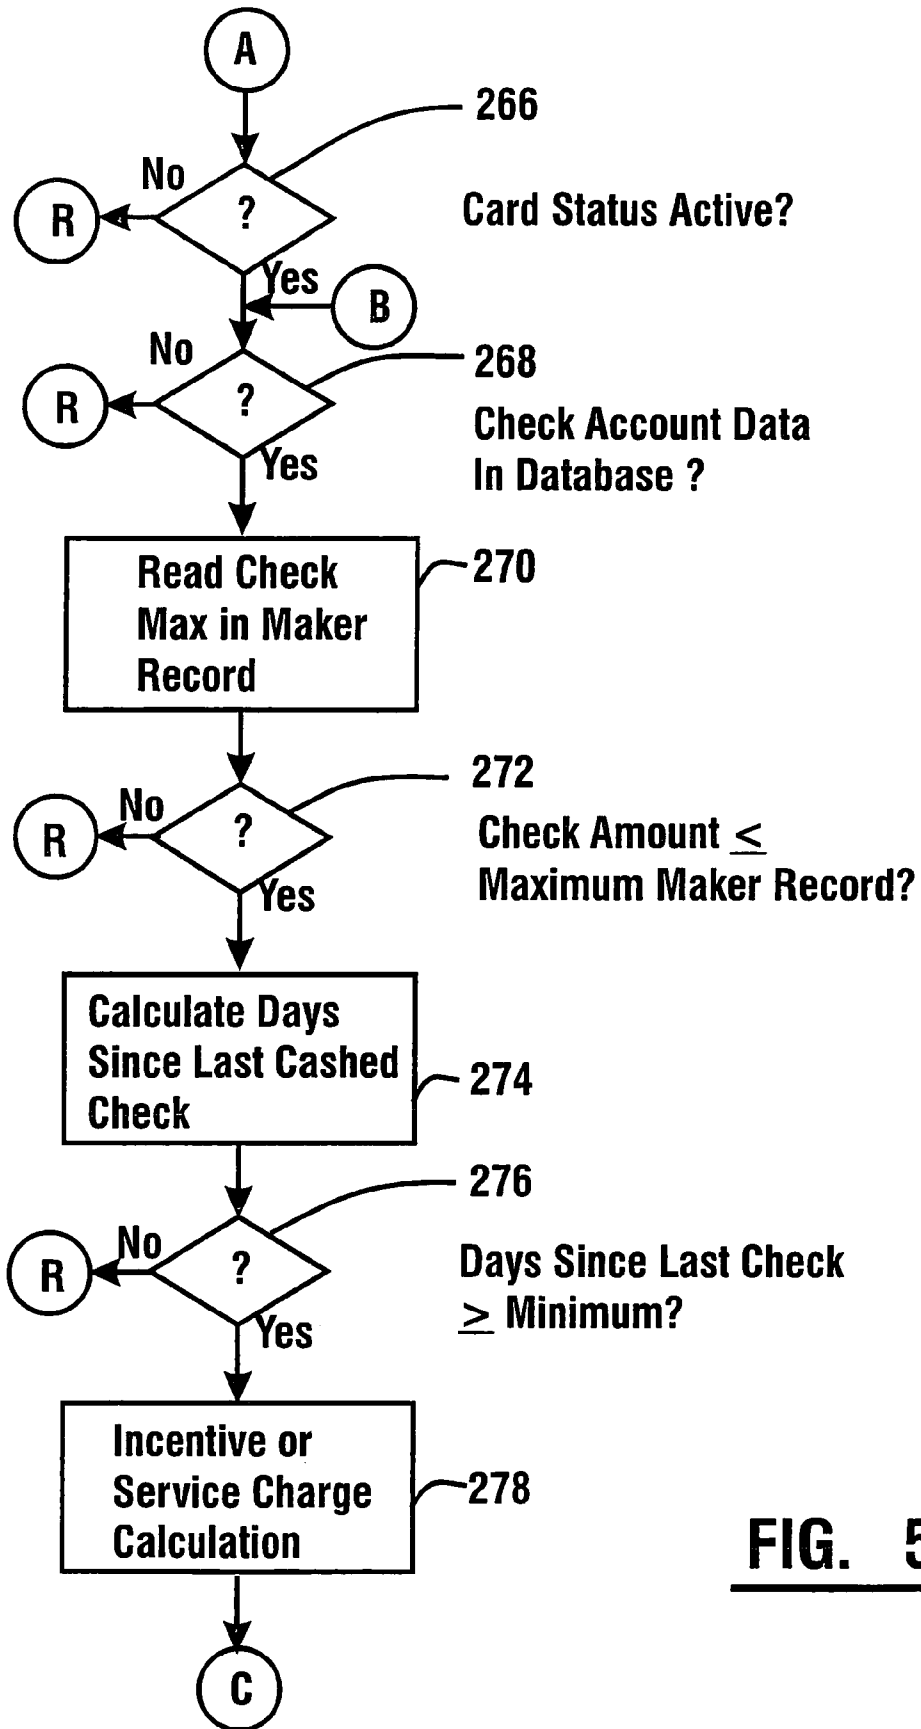 A
266
No
R
?
Card Status Active?
Yes
B
No
268
R
?
Check Account Data
In Database ?
Yes
Read Check
Max in Maker
Record
270
272
No
R
?
Check Amount ≤
Maximum Maker Record?
Yes
Calculate Days
Since Last Cashed
Check
274
276
No
R
?
Days Since Last Check
≥ Minimum?
Yes
Incentive or
Service Charge
Calculation
278
FIG. 5
C